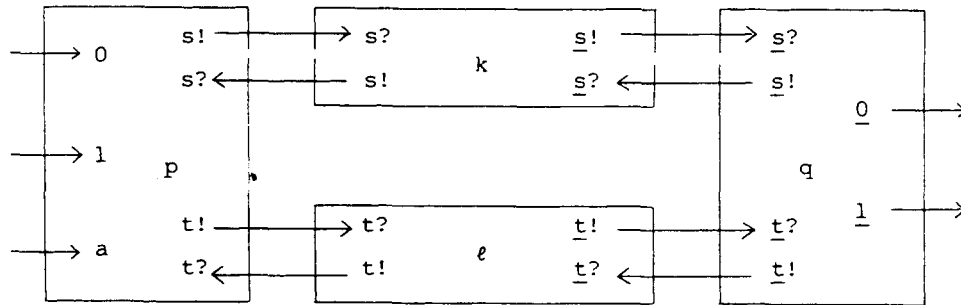 0 s! s? s! s?
k
s? s! s? s!
0
1 p q
1
t! t? t! t?
a ℓ
t? t! t? t!